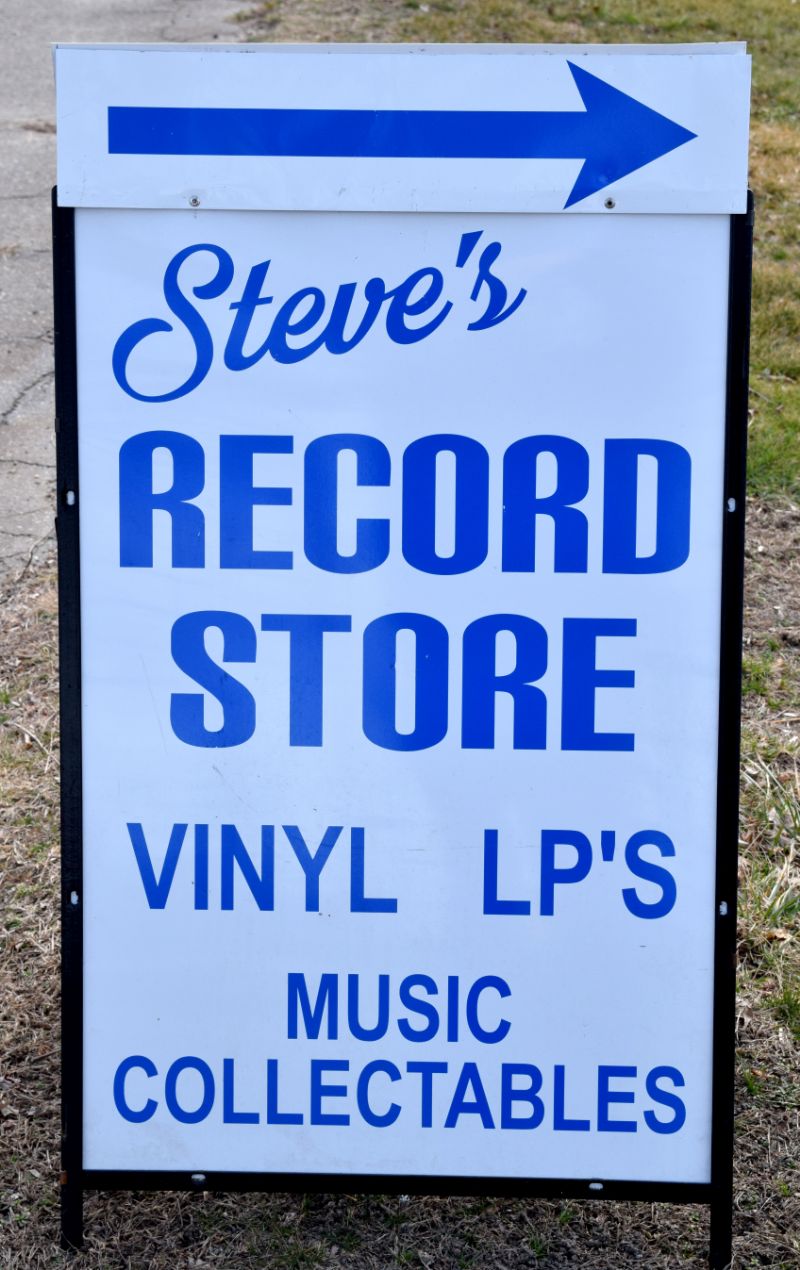 Steve's
RECORD
STORE
VINYL LP'S
MUSIC
COLLECTABLES